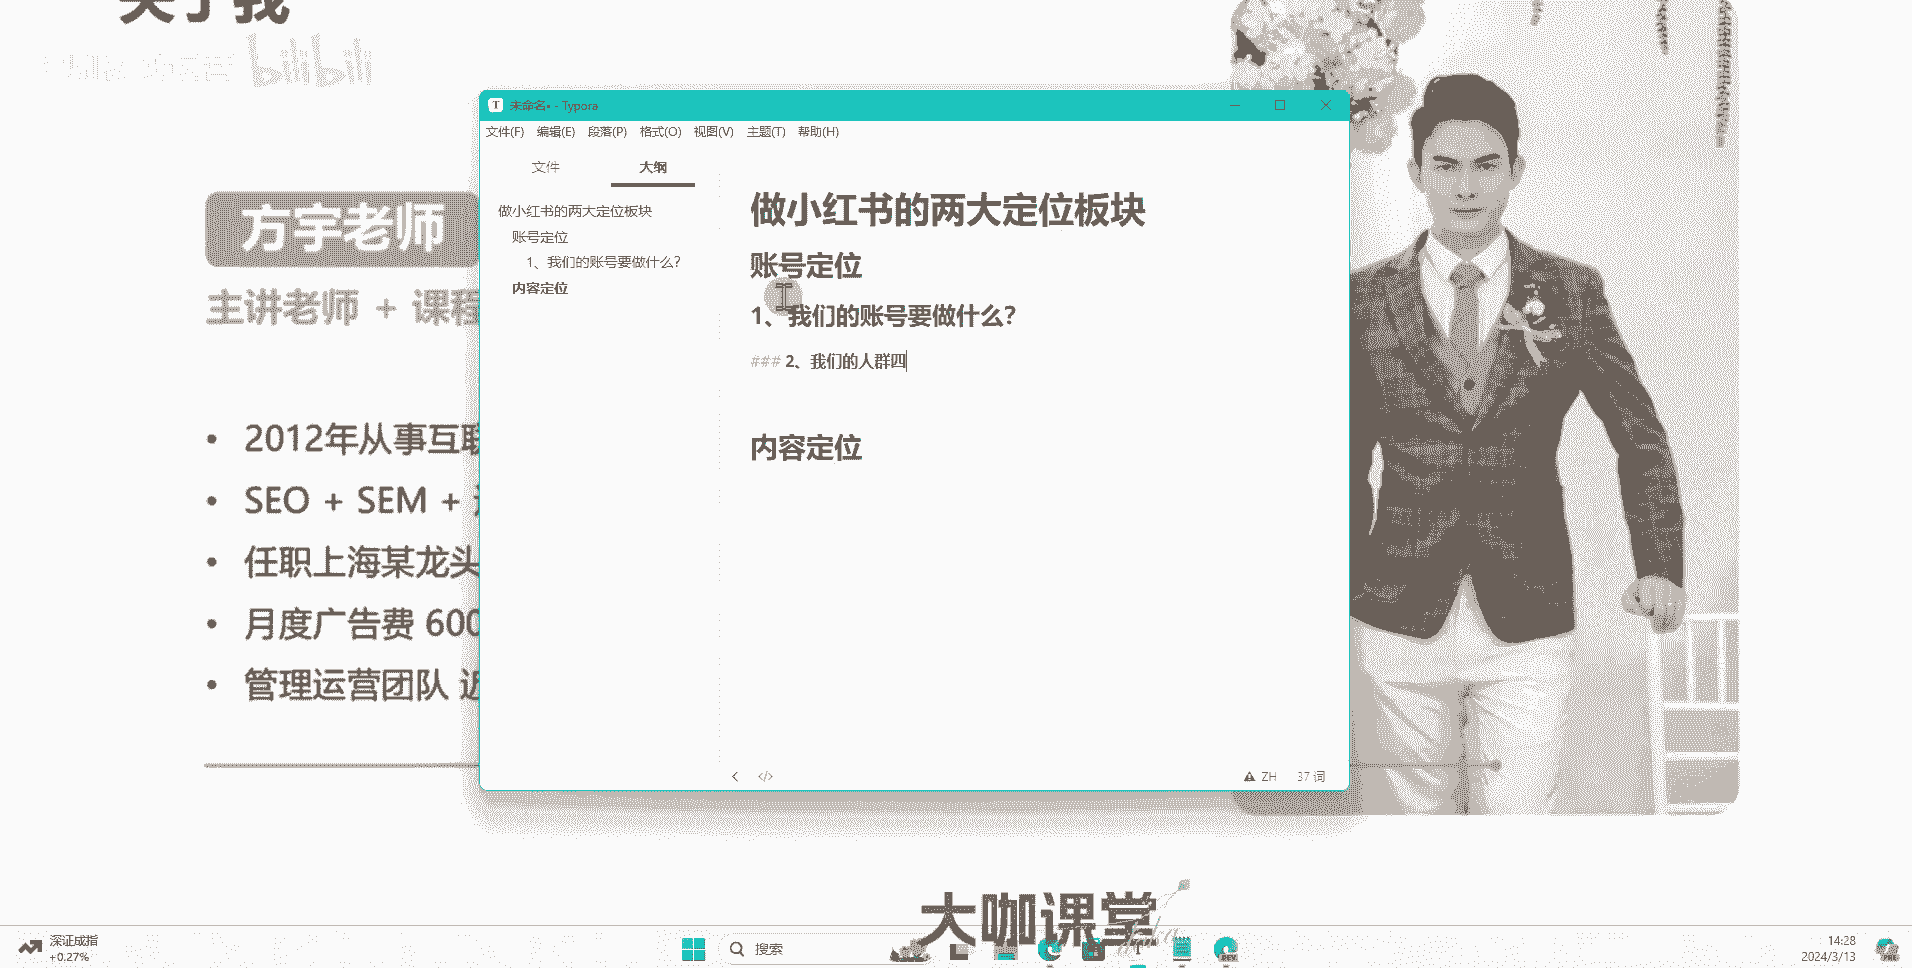 关于我
bilibili
未命名• - Typora
文件(F) 编辑(E) 段落(P) 格式(O) 视图(V) 主题(T) 帮助(H)
文件 大纲
做小红书的两大定位板块
账号定位
1、我们的账号要做什么?
内容定位
做小红书的两大定位板块
账号定位
1、我们的账号要做什么?
### 2、我们的人群四
内容定位
ZH 37 词
方宇老师
主讲老师 + 课程
2012年从事互联
SEO + SEM +
任职上海某龙头
月度广告费 600
管理运营团队 近
大咖课堂
深证成指
+0.27%
搜索
14:28
2024/3/13